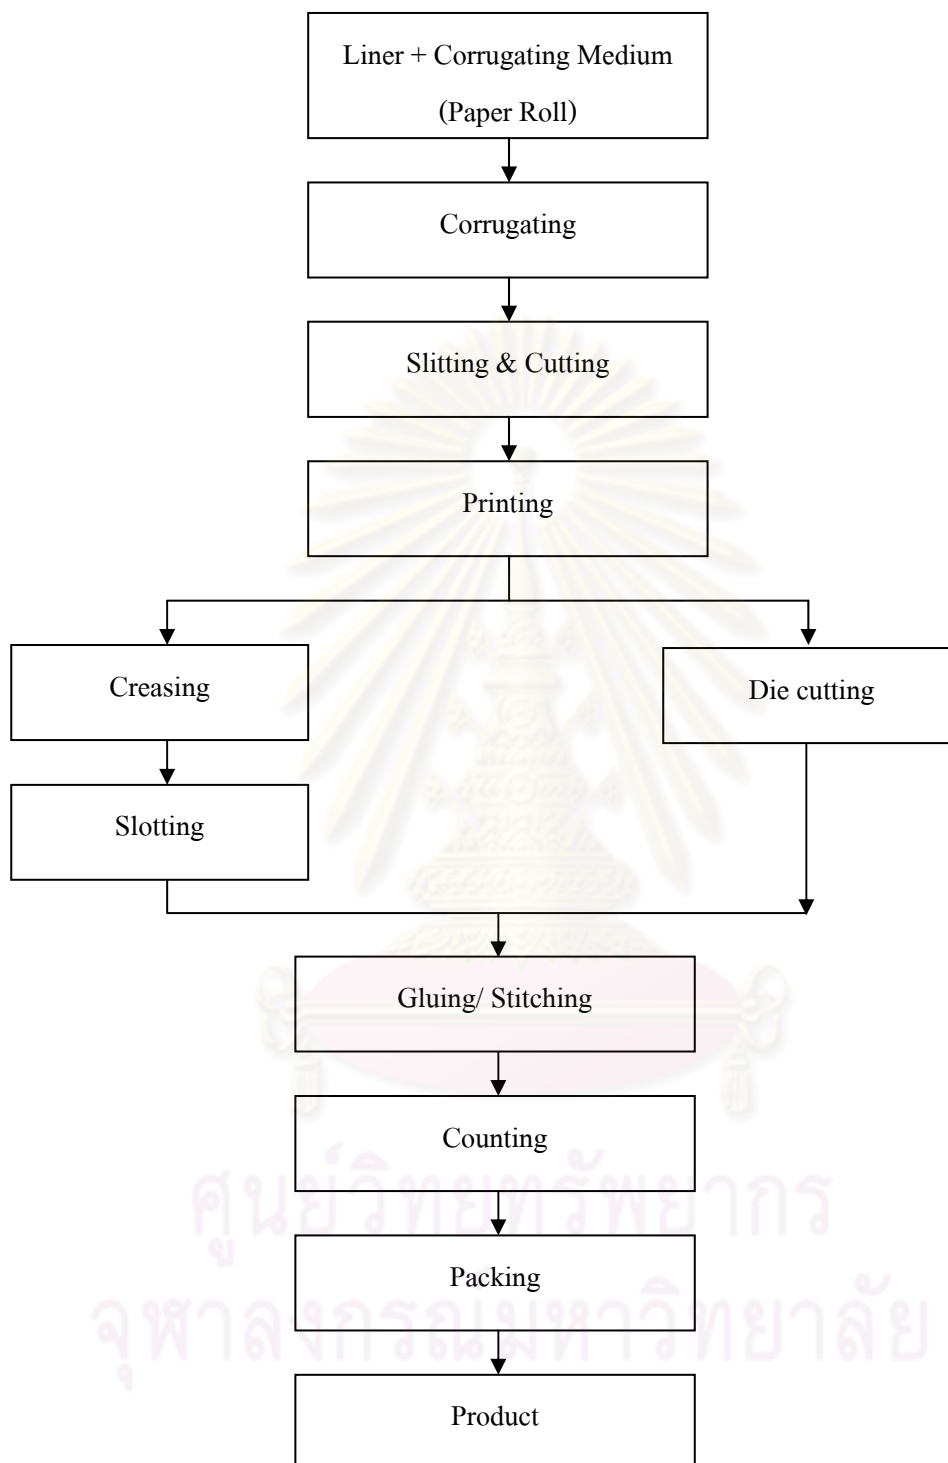 Liner + Corrugating Medium
(Paper Roll)
Corrugating
Slitting & Cutting
Printing
Creasing
Die cutting
Slotting
Gluing/ Stitching
Counting
ศูนย์วิทยทรัพยากร
Packing
จุฬาลงกรณ์มหาวิทยาลัย
Product